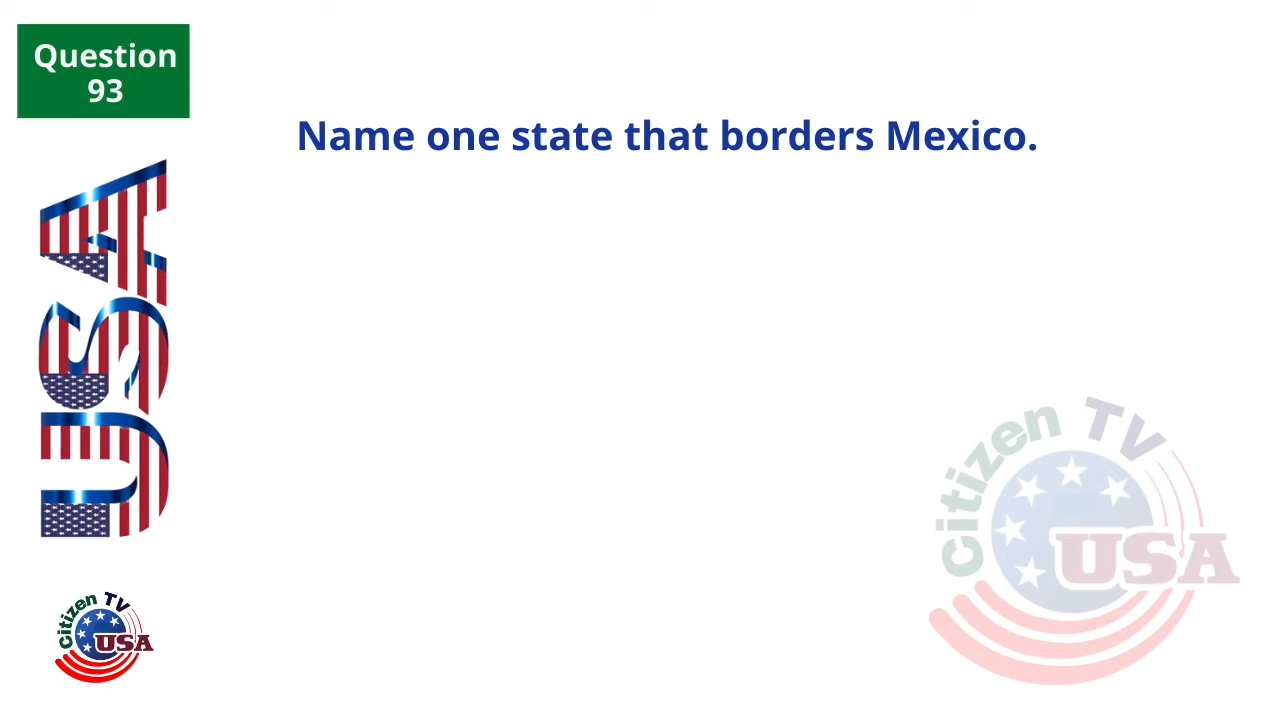 Question
93
Name one state that borders Mexico.
USA
Citizen TV
USA
Citizen TV
USA